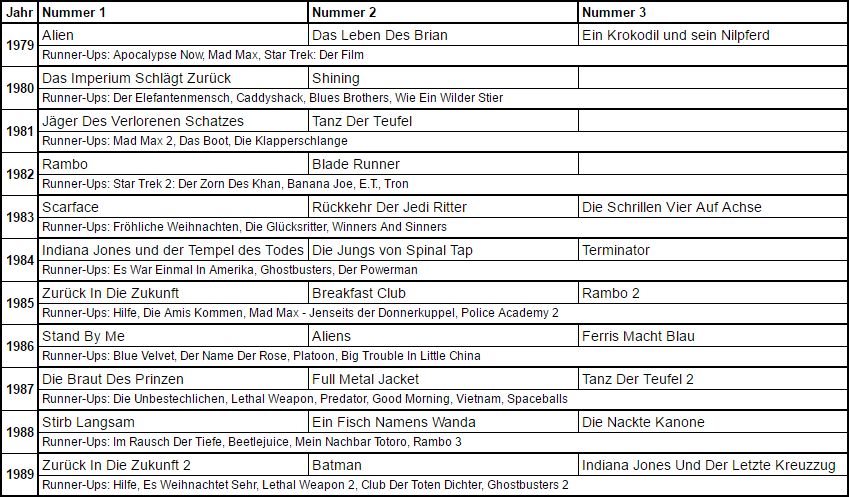 Jahr Nummer 1 Nummer 2 Nummer 3
1979 Alien Das Leben Des Brian Ein Krokodil und sein Nilpferd
Runner-Ups: Apocalypse Now, Mad Max, Star Trek: Der Film
1980 Das Imperium Schlägt Zurück Shining
Runner-Ups: Der Elefantenmensch, Caddyshack, Blues Brothers, Wie Ein Wilder Stier
1981 Jäger Des Verlorenen Schatzes Tanz Der Teufel
Runner-Ups: Mad Max 2, Das Boot, Die Klapperschlange
1982 Rambo Blade Runner
Runner-Ups: Star Trek 2: Der Zorn Des Khan, Banana Joe, E.T., Tron
1983 Scarface Rückkehr Der Jedi Ritter Die Schrillen Vier Auf Achse
Runner-Ups: Fröhliche Weihnachten, Die Glücksritter, Winners And Sinners
1984 Indiana Jones und der Tempel des Todes Die Jungs von Spinal Tap Terminator
Runner-Ups: Es War Einmal In Amerika, Ghostbusters, Der Powerman
1985 Zurück In Die Zukunft Breakfast Club Rambo 2
Runner-Ups: Hilfe, Die Amis Kommen, Mad Max - Jenseits der Donnerkuppel, Police Academy 2
1986 Stand By Me Aliens Ferris Macht Blau
Runner-Ups: Blue Velvet, Der Name Der Rose, Platoon, Big Trouble In Little China
1987 Die Braut Des Prinzen Full Metal Jacket Tanz Der Teufel 2
Runner-Ups: Die Unbestechlichen, Lethal Weapon, Predator, Good Morning, Vietnam, Spaceballs
1988 Stirb Langsam Ein Fisch Namens Wanda Die Nackte Kanone
Runner-Ups: Im Rausch Der Tiefe, Beetlejuice, Mein Nachbar Totoro, Rambo 3
1989 Zurück In Die Zukunft 2 Batman Indiana Jones Und Der Letzte Kreuzzug
Runner-Ups: Hilfe, Es Weihnachtet Sehr, Lethal Weapon 2, Club Der Toten Dichter, Ghostbusters 2